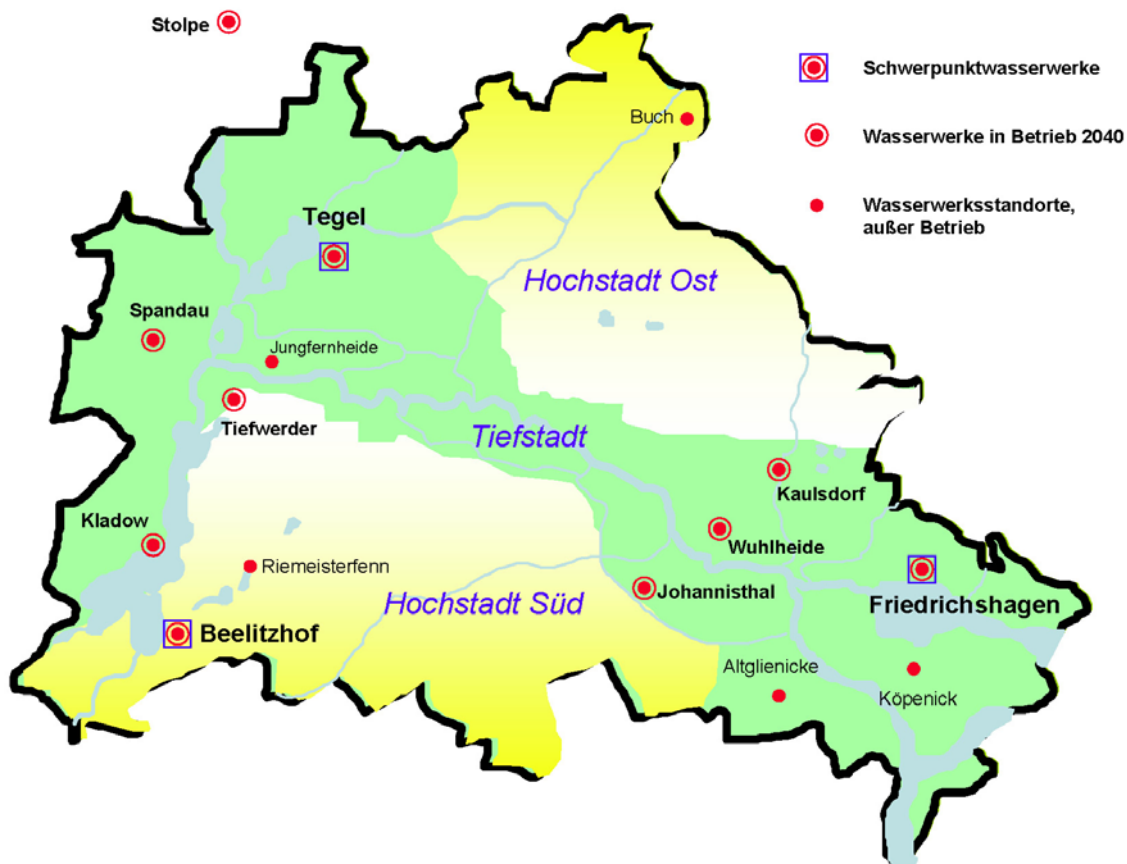 Stolpe
Schwerpunktwasserwerke
Buch
Wasserwerke in Betrieb 2040
Wasserwerksstandorte,
außer Betrieb
Tegel
Hochstadt Ost
Spandau
Jungfernheide
Tiefwerder
Tiefstadt
Kaulsdorf
Kladow
Wuhlheide
Riemeisterfenn
Johannisthal
Hochstadt Süd
Friedrichshagen
Beelitzhof
Altglienicke
Köpenick